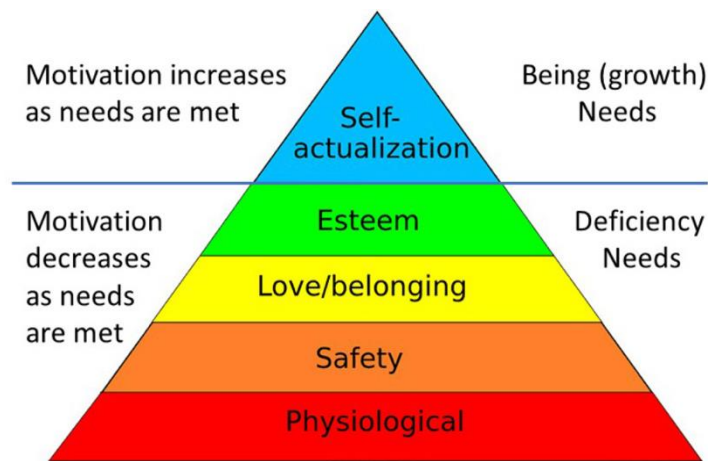 Motivation increases
as needs are met
Being (growth)
Needs
Self-
actualization
Motivation
decreases
as needs
are met
Esteem
Deficiency
Needs
Love/belonging
Safety
Physiological